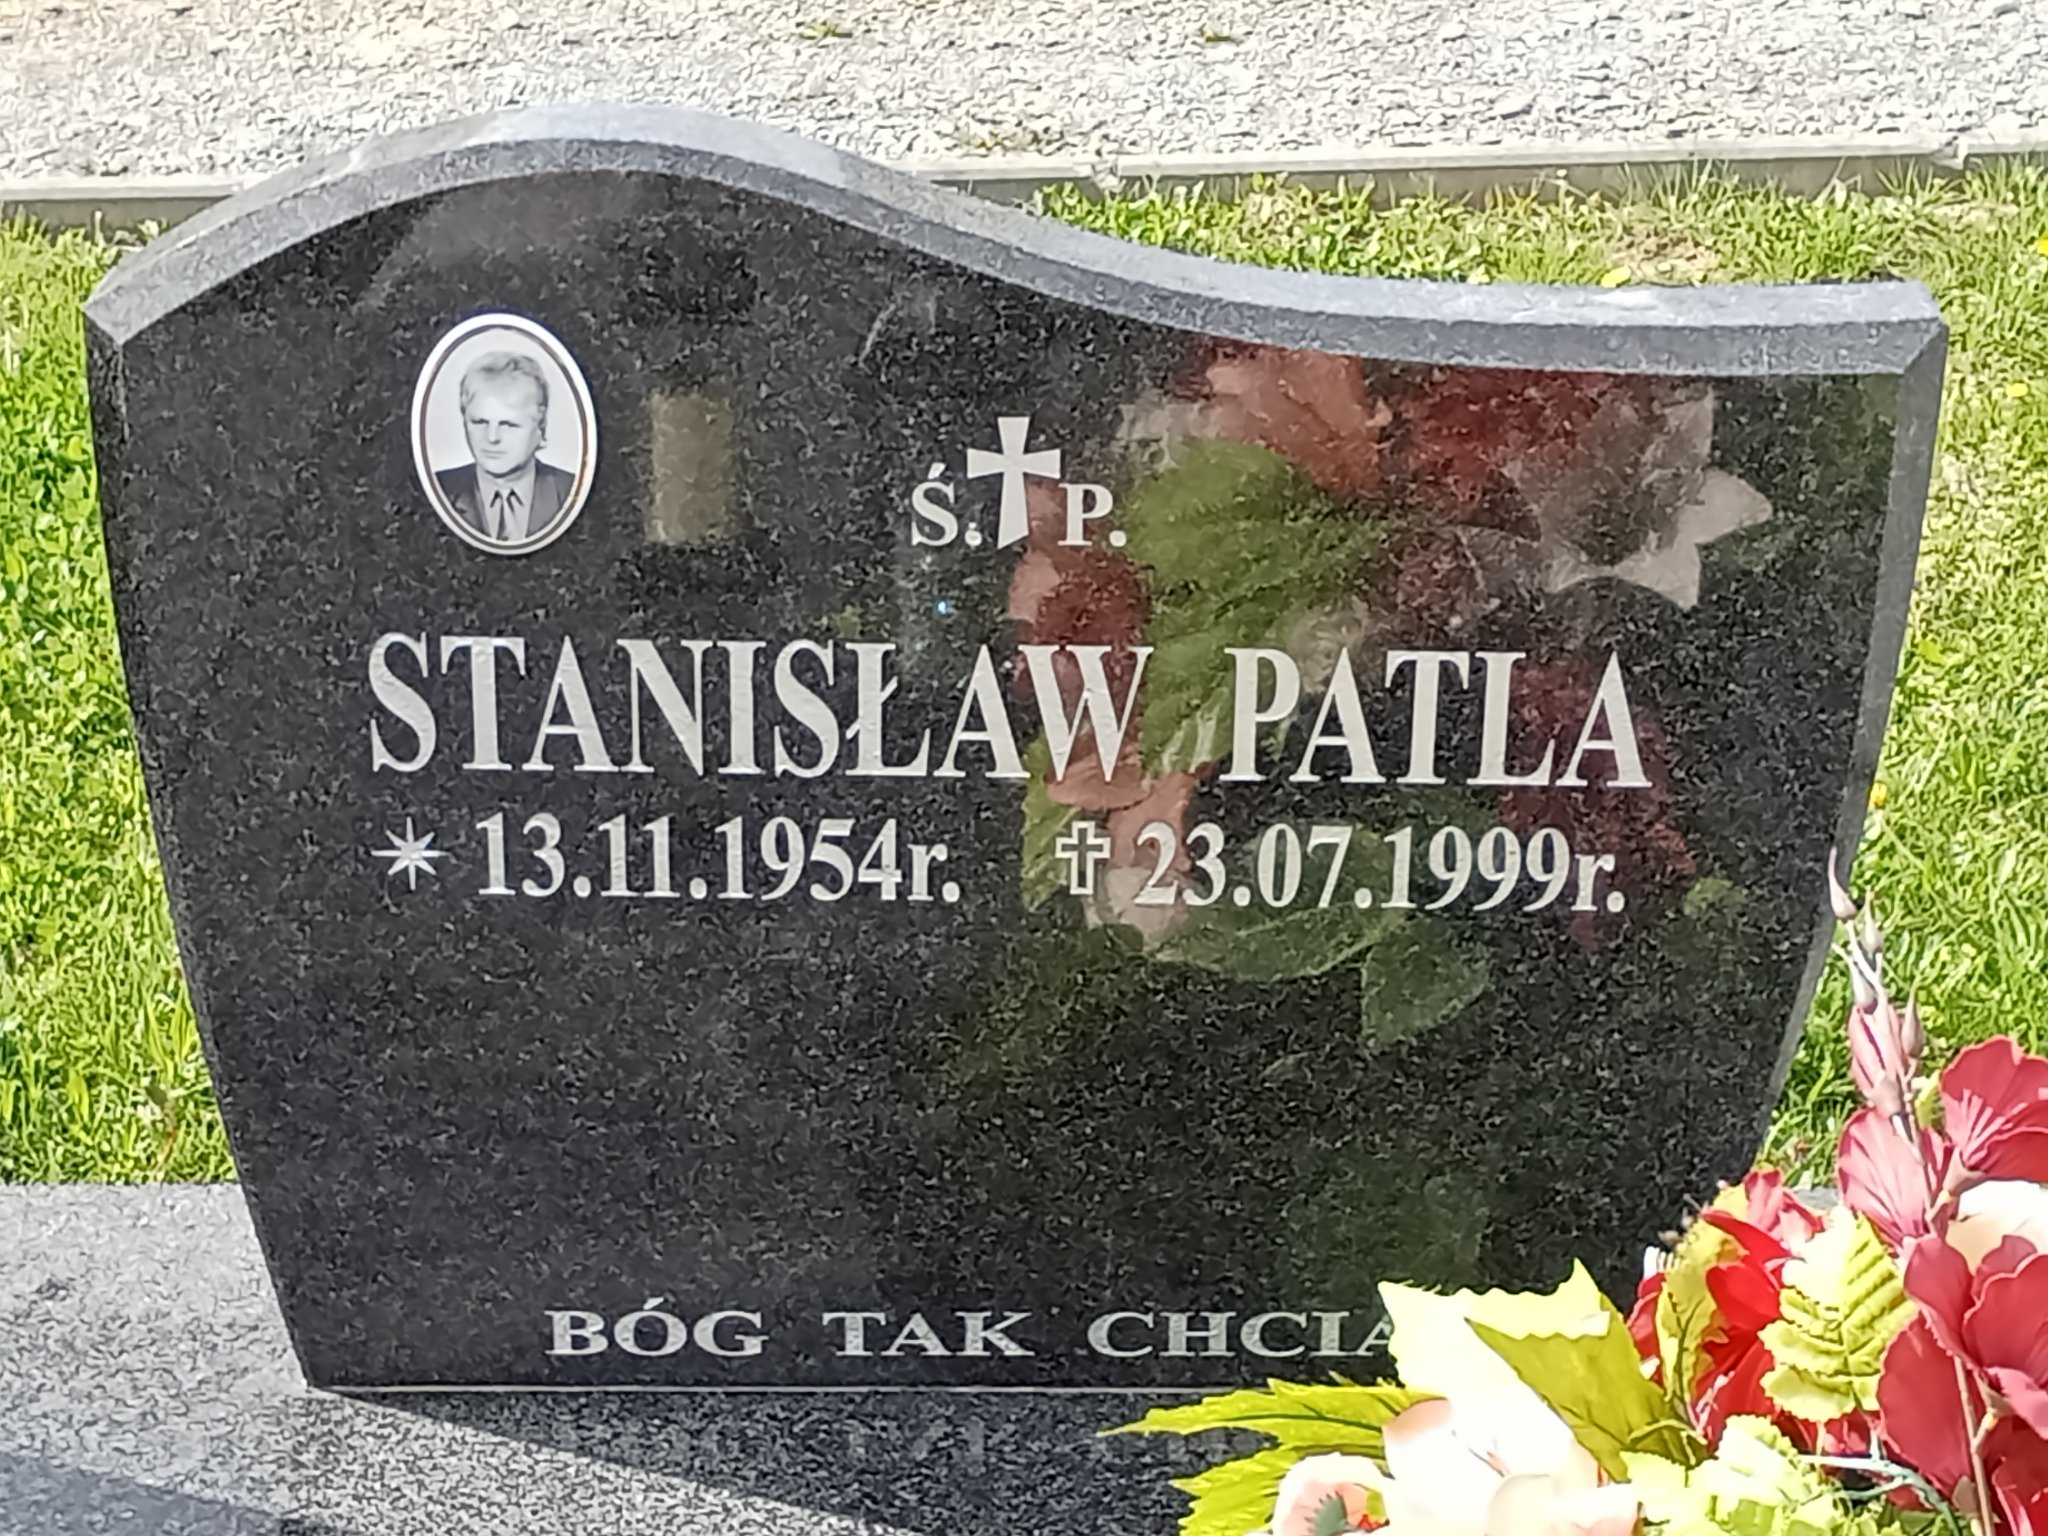 Ś. P.
STANISŁAW PATLA
13.11.1954r. 23.07.1999r.
BÓG TAK